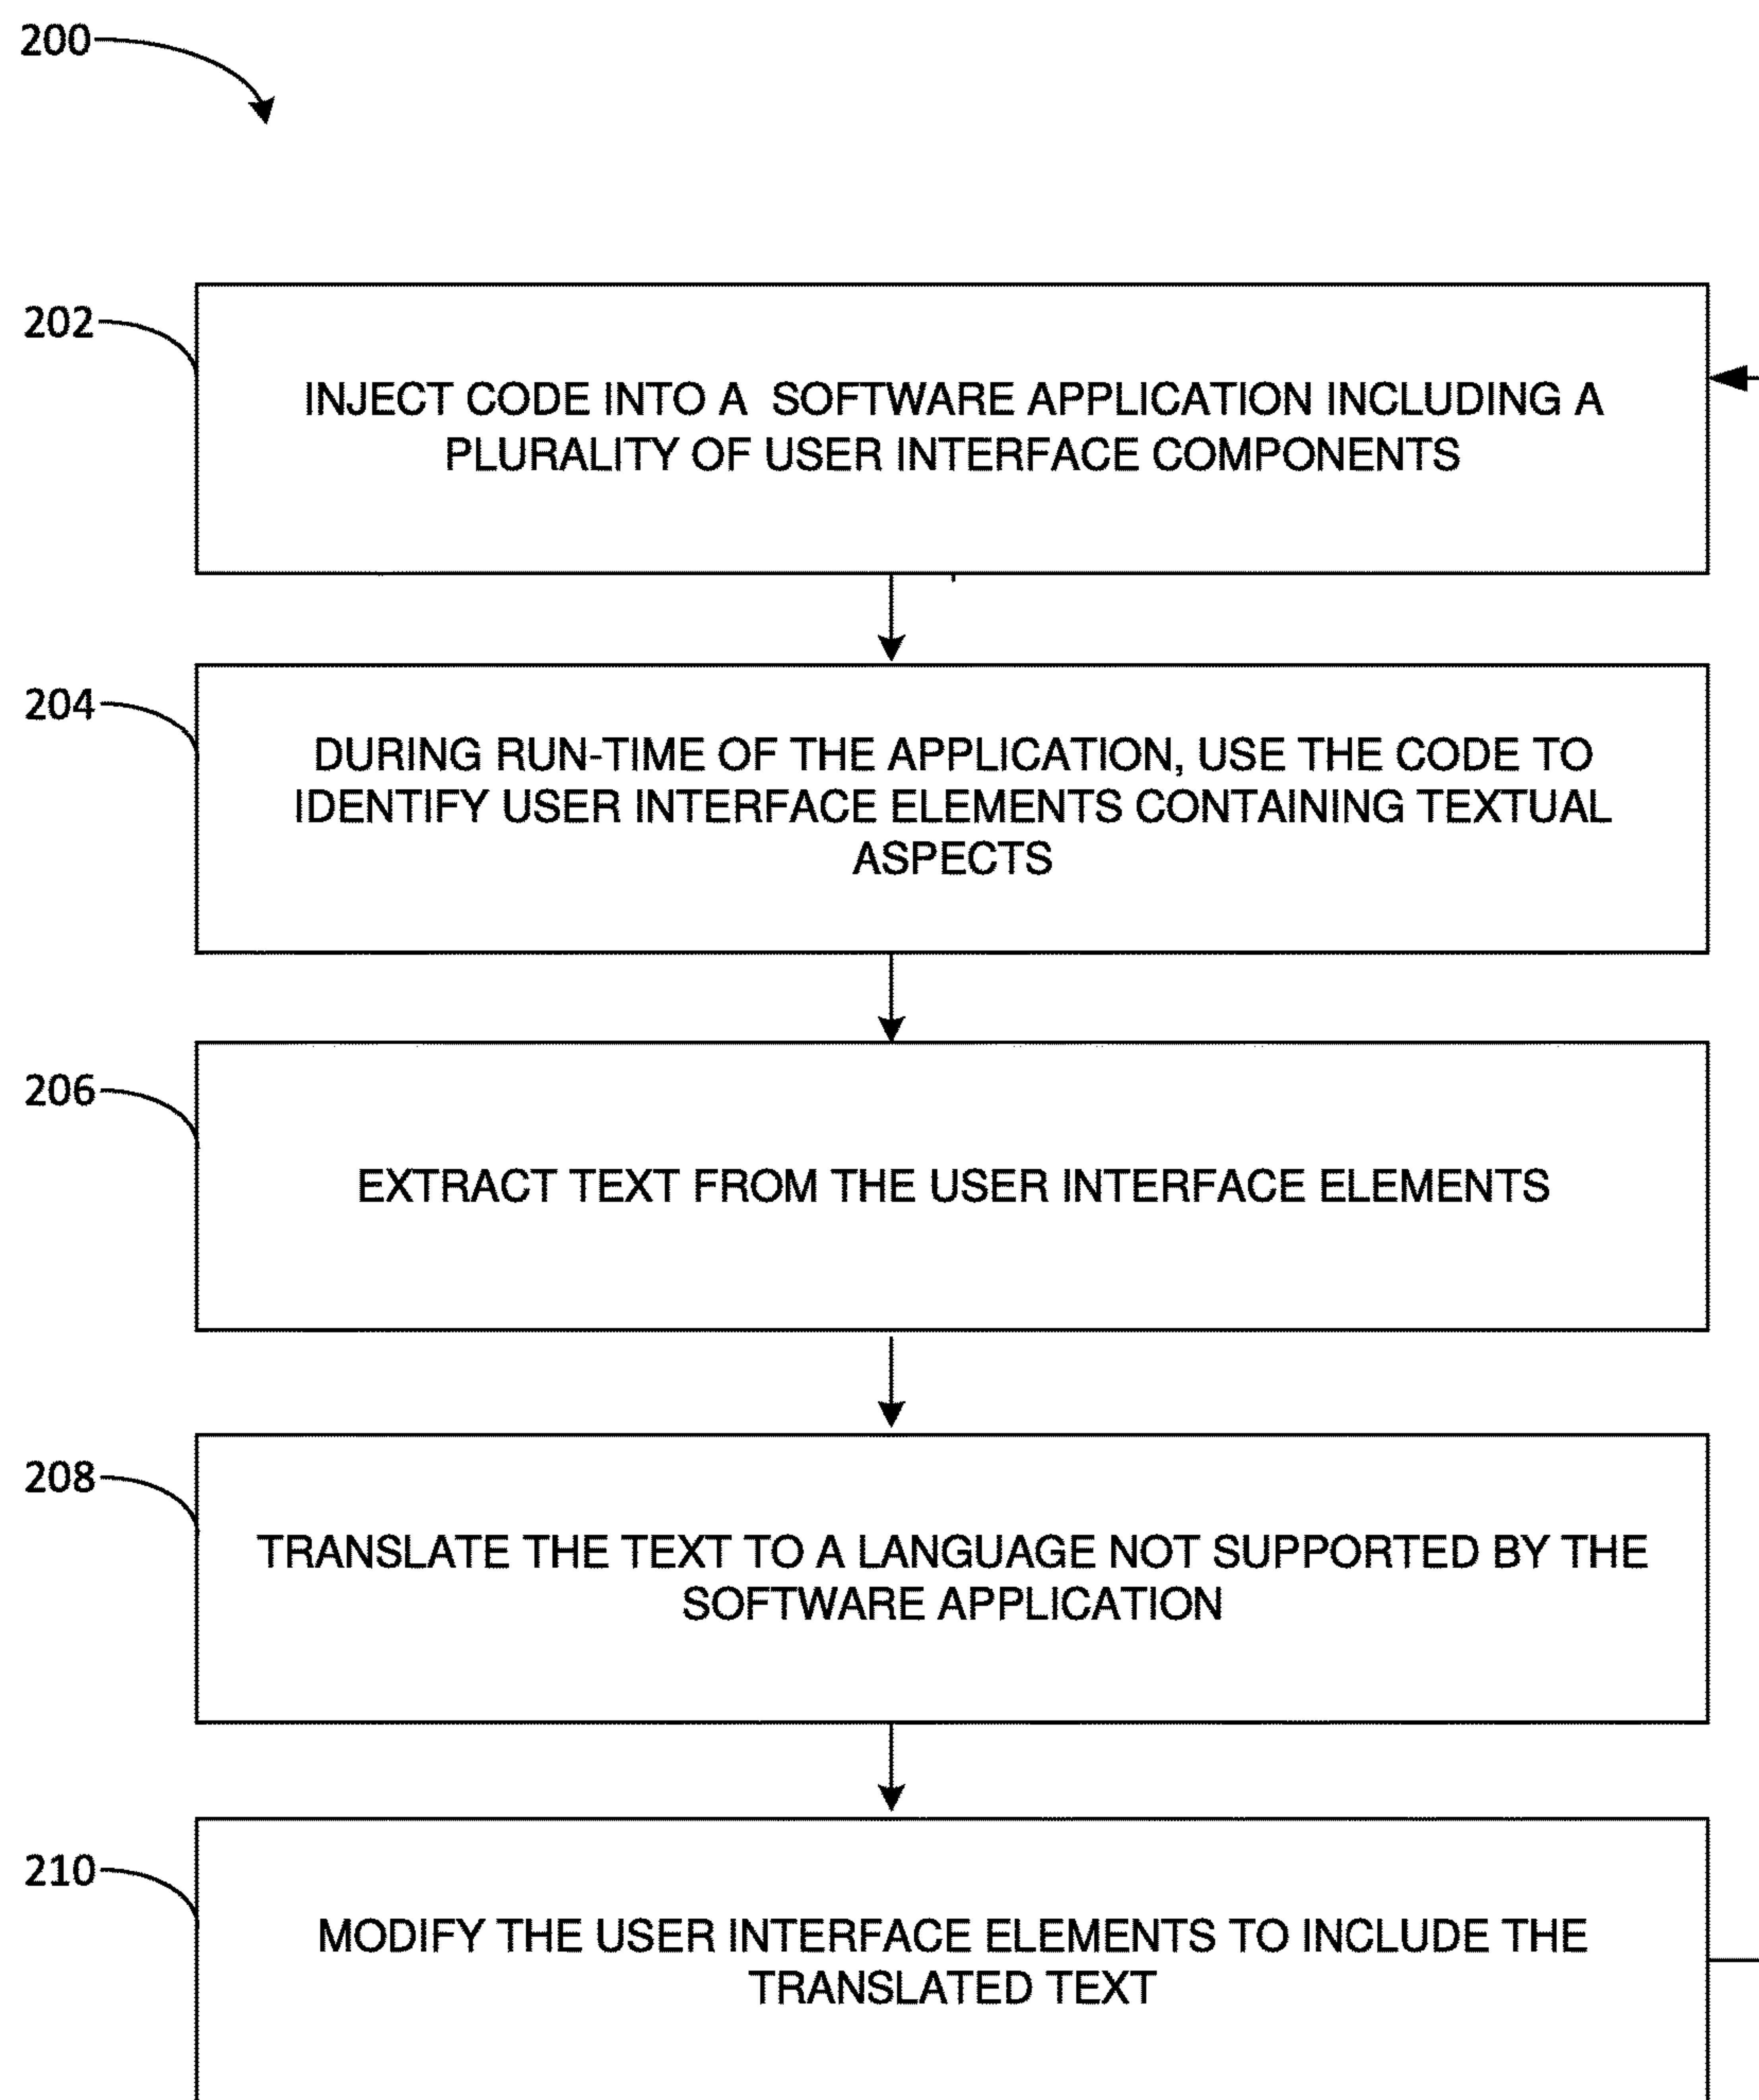 200
202
INJECT CODE INTO A SOFTWARE APPLICATION INCLUDING A
PLURALITY OF USER INTERFACE COMPONENTS
204
DURING RUN-TIME OF THE APPLICATION, USE THE CODE TO
IDENTIFY USER INTERFACE ELEMENTS CONTAINING TEXTUAL
ASPECTS
206
EXTRACT TEXT FROM THE USER INTERFACE ELEMENTS
208
TRANSLATE THE TEXT TO A LANGUAGE NOT SUPPORTED BY THE
SOFTWARE APPLICATION
210
MODIFY THE USER INTERFACE ELEMENTS TO INCLUDE THE
TRANSLATED TEXT